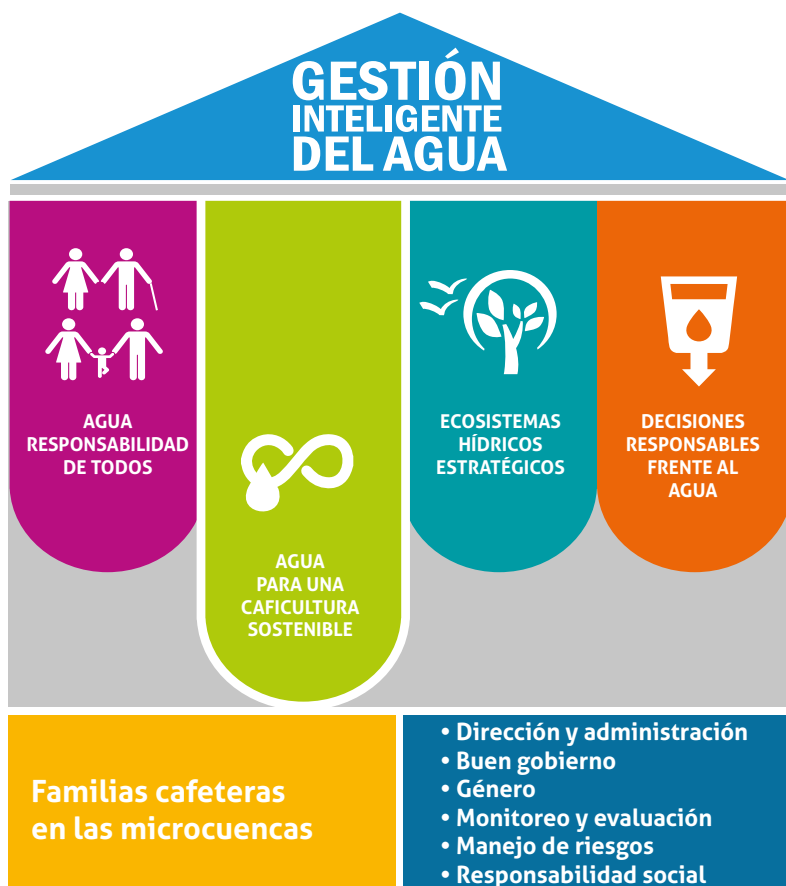 GESTIÓN
INTELIGENTE
DEL AGUA
AGUA
RESPONSABILIDAD
DE TODOS
AGUA
PARA UNA
CAFICULTURA
SOSTENIBLE
ECOSISTEMAS
HÍDRICOS
ESTRATÉGICOS
DECISIONES
RESPONSABLES
FRENTE AL
AGUA
Familias cafeteras
en las microcuencas
• Dirección y administración
• Buen gobierno
• Género
• Monitoreo y evaluación
• Manejo de riesgos
• Responsabilidad social